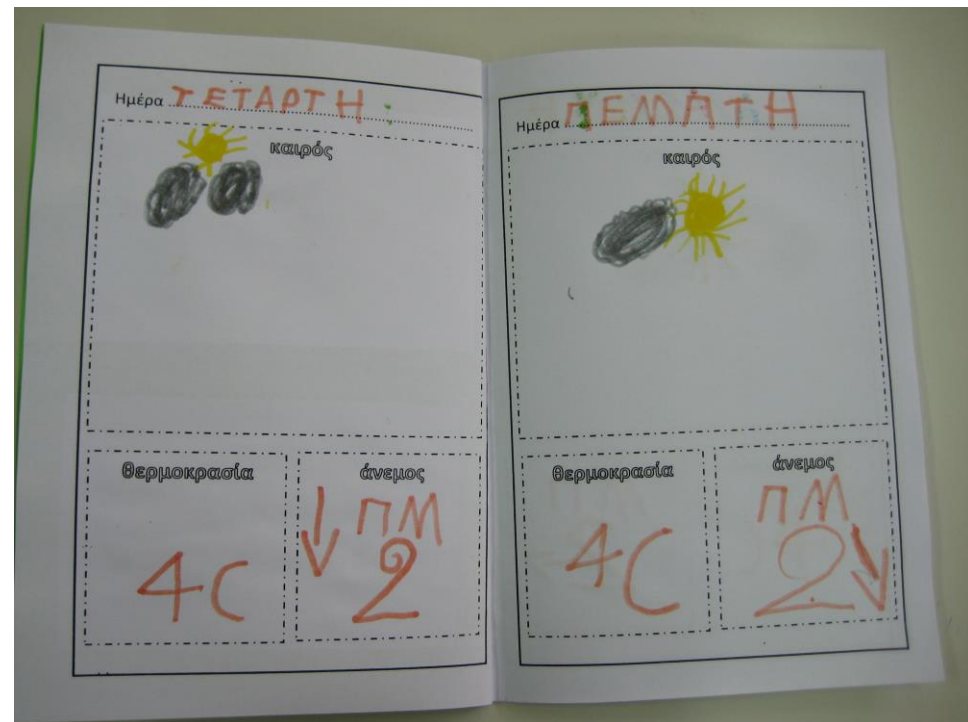 Ημέρα ΤΕΤΑΡΤΗ
καιρός
θερμοκρασία
4C
άνεμος
ΠΜ
2
Ημέρα ΠΕΜΠΤΗ
καιρός
θερμοκρασία
4C
άνεμος
ΠΜ
2